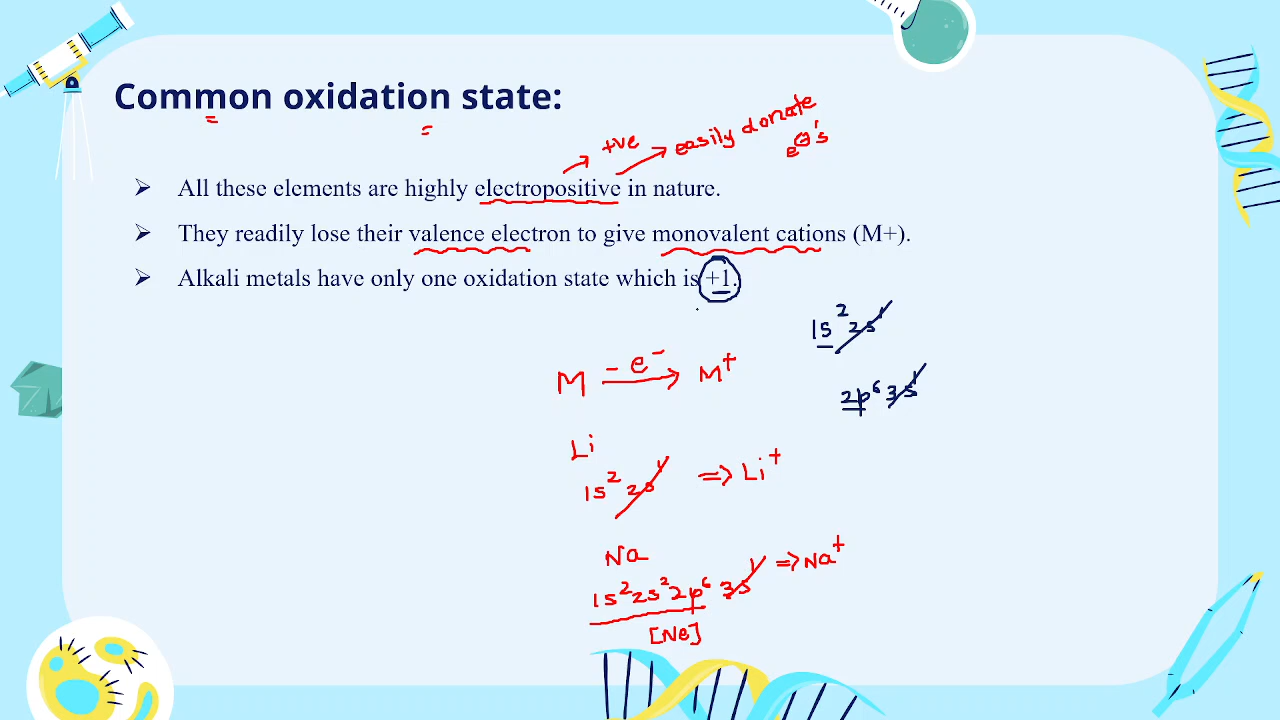 Common oxidation state:
+ve easily donate
e⊖'s
➢ All these elements are highly electropositive in nature.
➢ They readily lose their valence electron to give monovalent cations (M+).
➢ Alkali metals have only one oxidation state which is +1.
1s² 2s¹
M —e⁻→ M⁺
2p⁶ 3s¹
Li
1s² 2s¹ => Li⁺
Na
1s² 2s² 2p⁶ 3s¹ => Na⁺
[Ne]